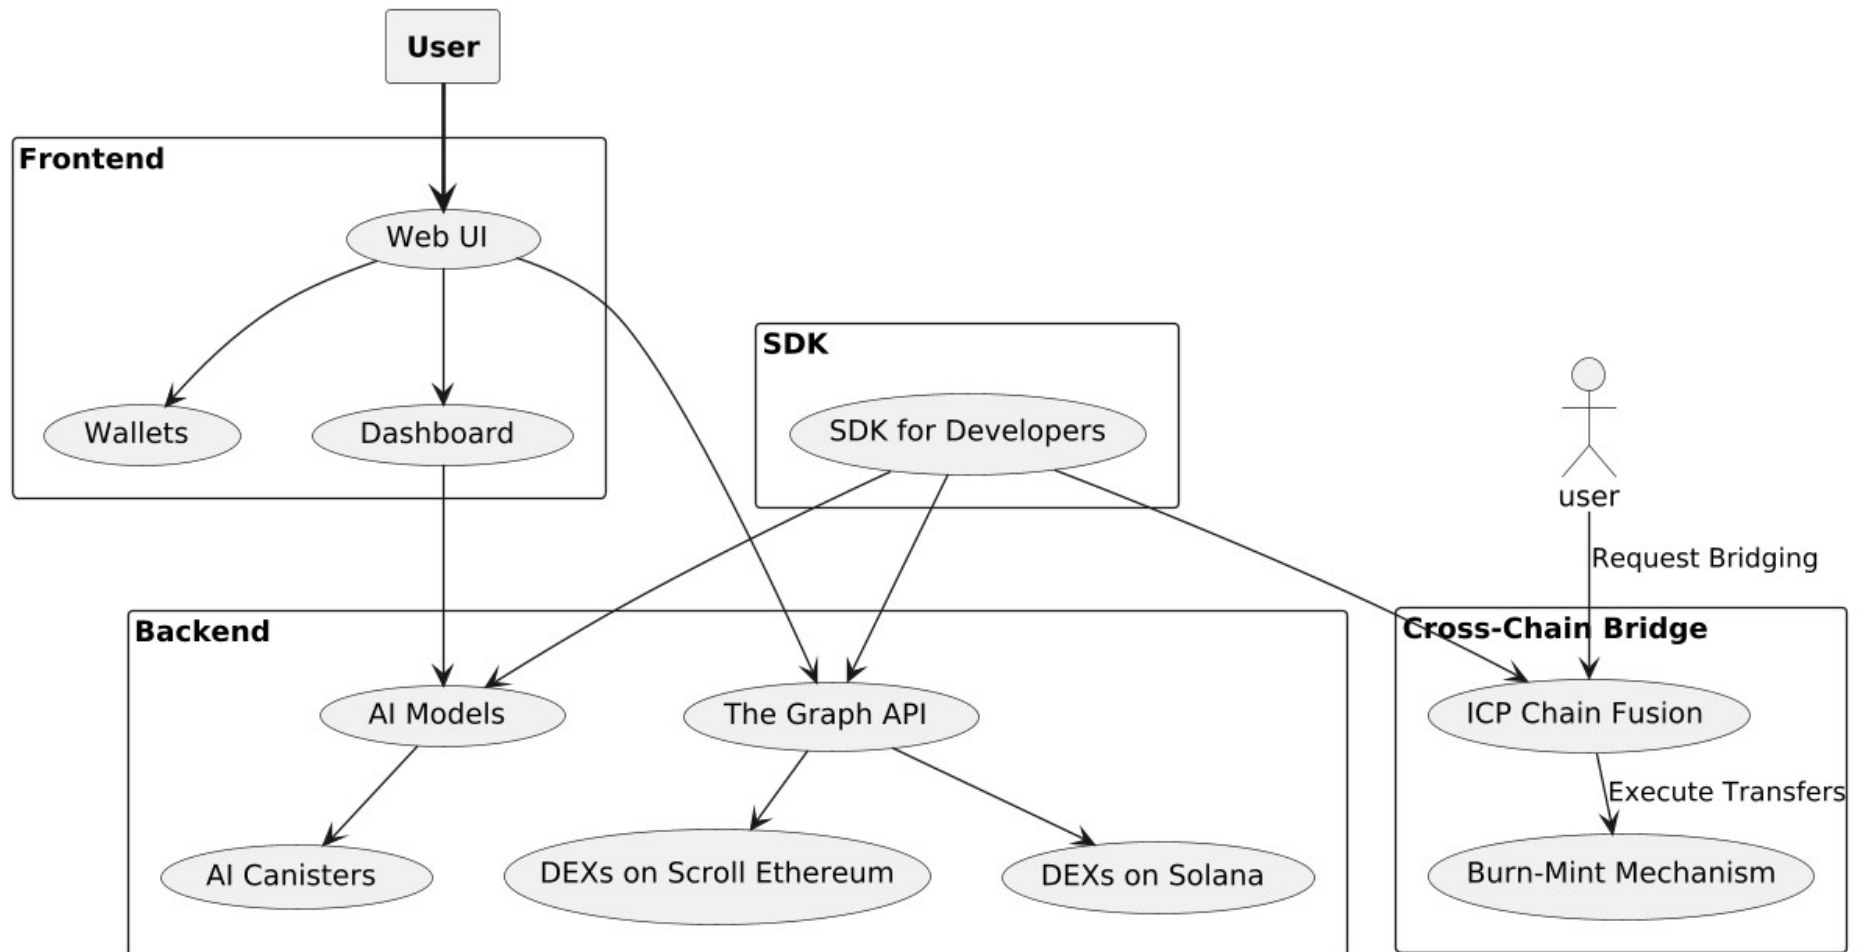 User
Frontend
Web UI
SDK
Wallets
Dashboard
SDK for Developers
user
Request Bridging
Backend
Cross-Chain Bridge
AI Models
The Graph API
ICP Chain Fusion
Execute Transfers
AI Canisters
DEXs on Scroll Ethereum
DEXs on Solana
Burn-Mint Mechanism